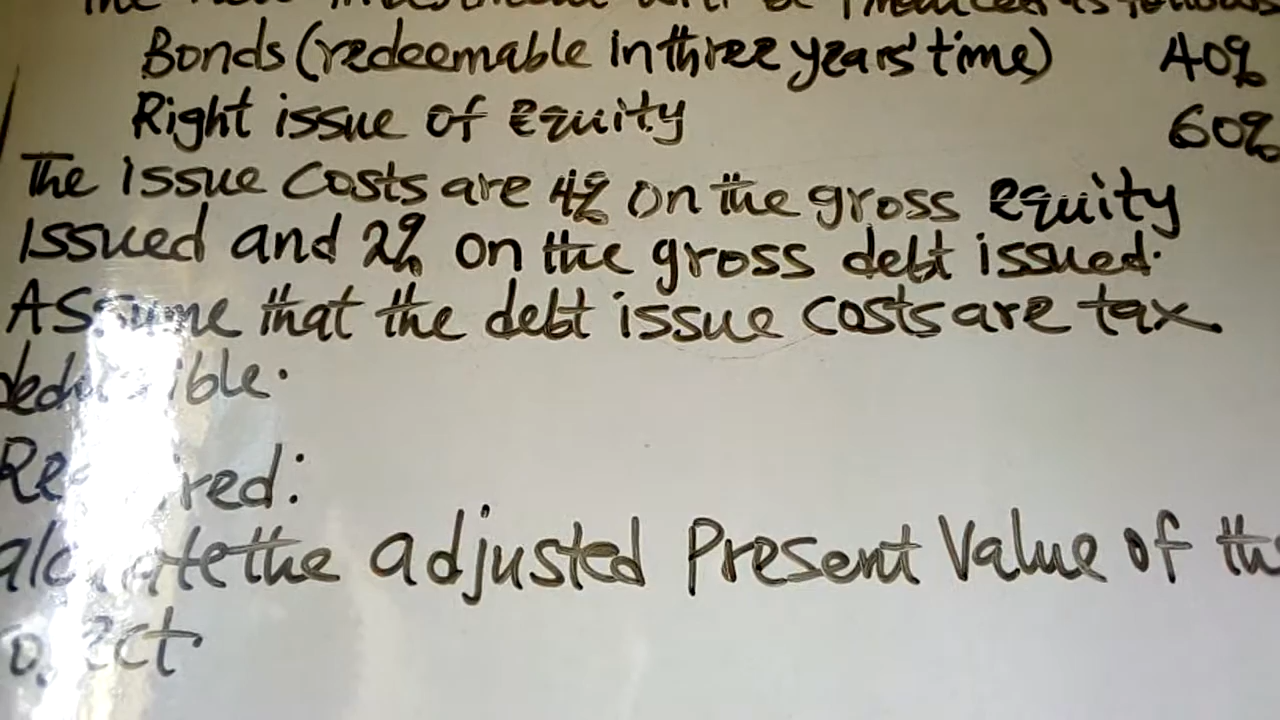 Bonds (redeemable in three years' time) 40%
Right issue of Equity 60%
The issue costs are 4% on the gross equity
issued and 2% on the gross debt issued.
Assume that the debt issue costs are tax
ible.
red:
the adjusted Present Value of